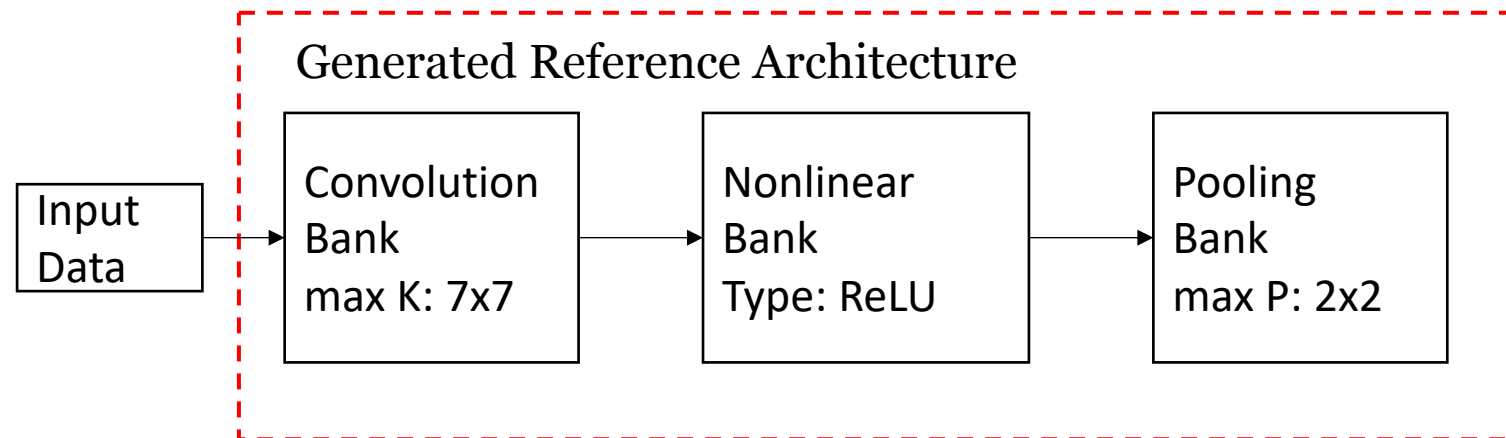 Generated Reference Architecture
Input
Data
Convolution
Bank
max K: 7x7
Nonlinear
Bank
Type: ReLU
Pooling
Bank
max P: 2x2